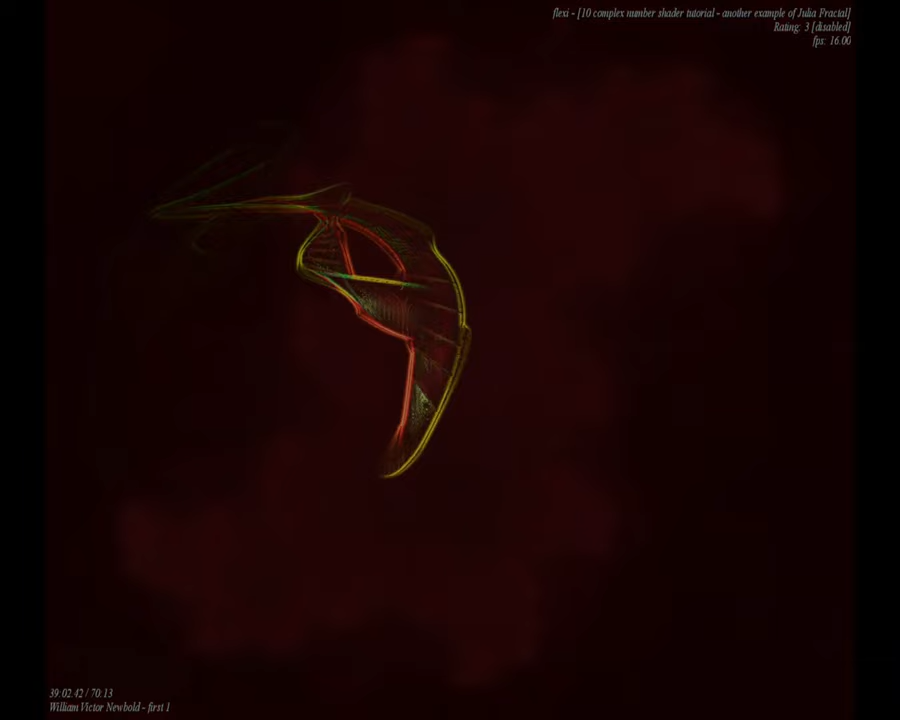 flexi - [10 complex number shader tutorial - another example of Julia Fractal]
Rating: 3 [disabled]
fps: 16.00
39:02.42 / 70:13
William Victor Newbold - first 1